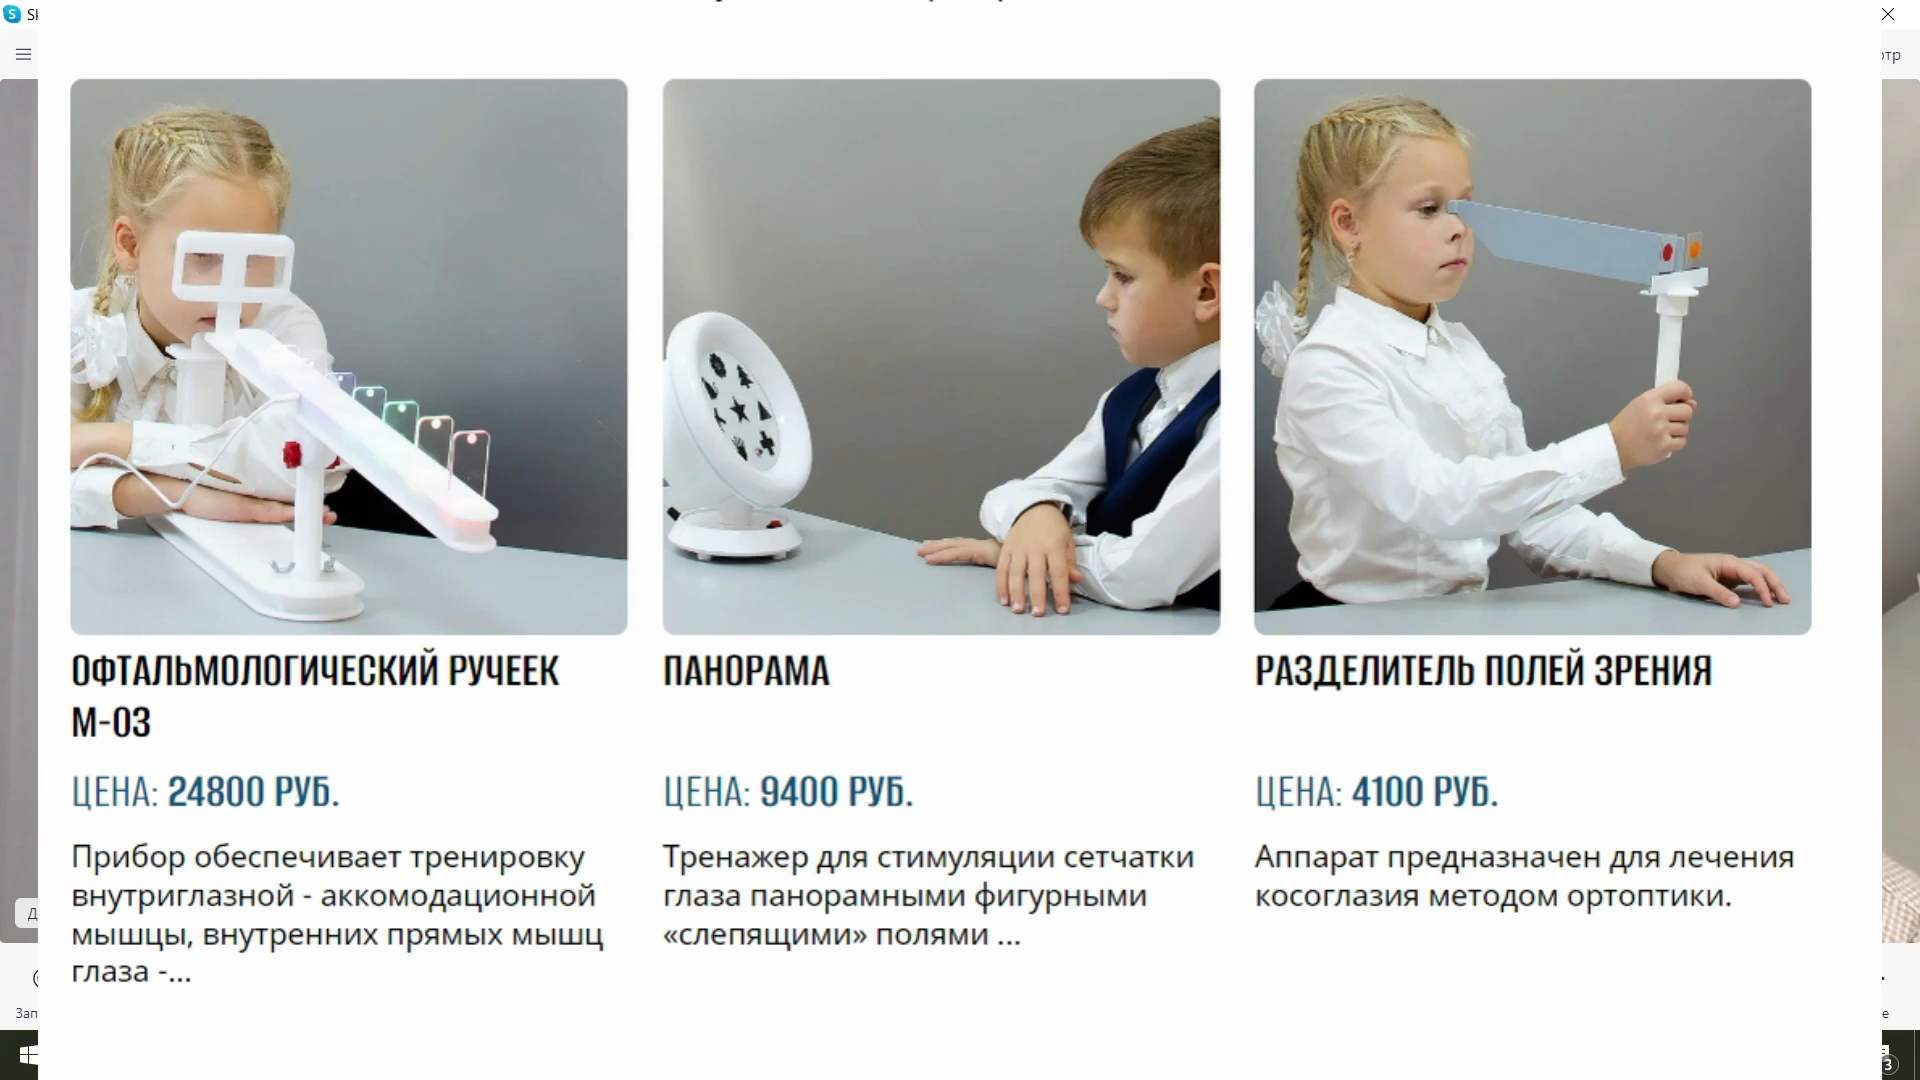 ОФТАЛЬМОЛОГИЧЕСКИЙ РУЧЕЕК
М-03
ЦЕНА: 24800 РУБ.
Прибор обеспечивает тренировку
внутриглазной - аккомодационной
мышцы, внутренних прямых мышц
глаза -...
ПАНОРАМА
ЦЕНА: 9400 РУБ.
Тренажер для стимуляции сетчатки
глаза панорамными фигурными
«слепящими» полями ...
РАЗДЕЛИТЕЛЬ ПОЛЕЙ ЗРЕНИЯ
ЦЕНА: 4100 РУБ.
Аппарат предназначен для лечения
косоглазия методом ортоптики.
3